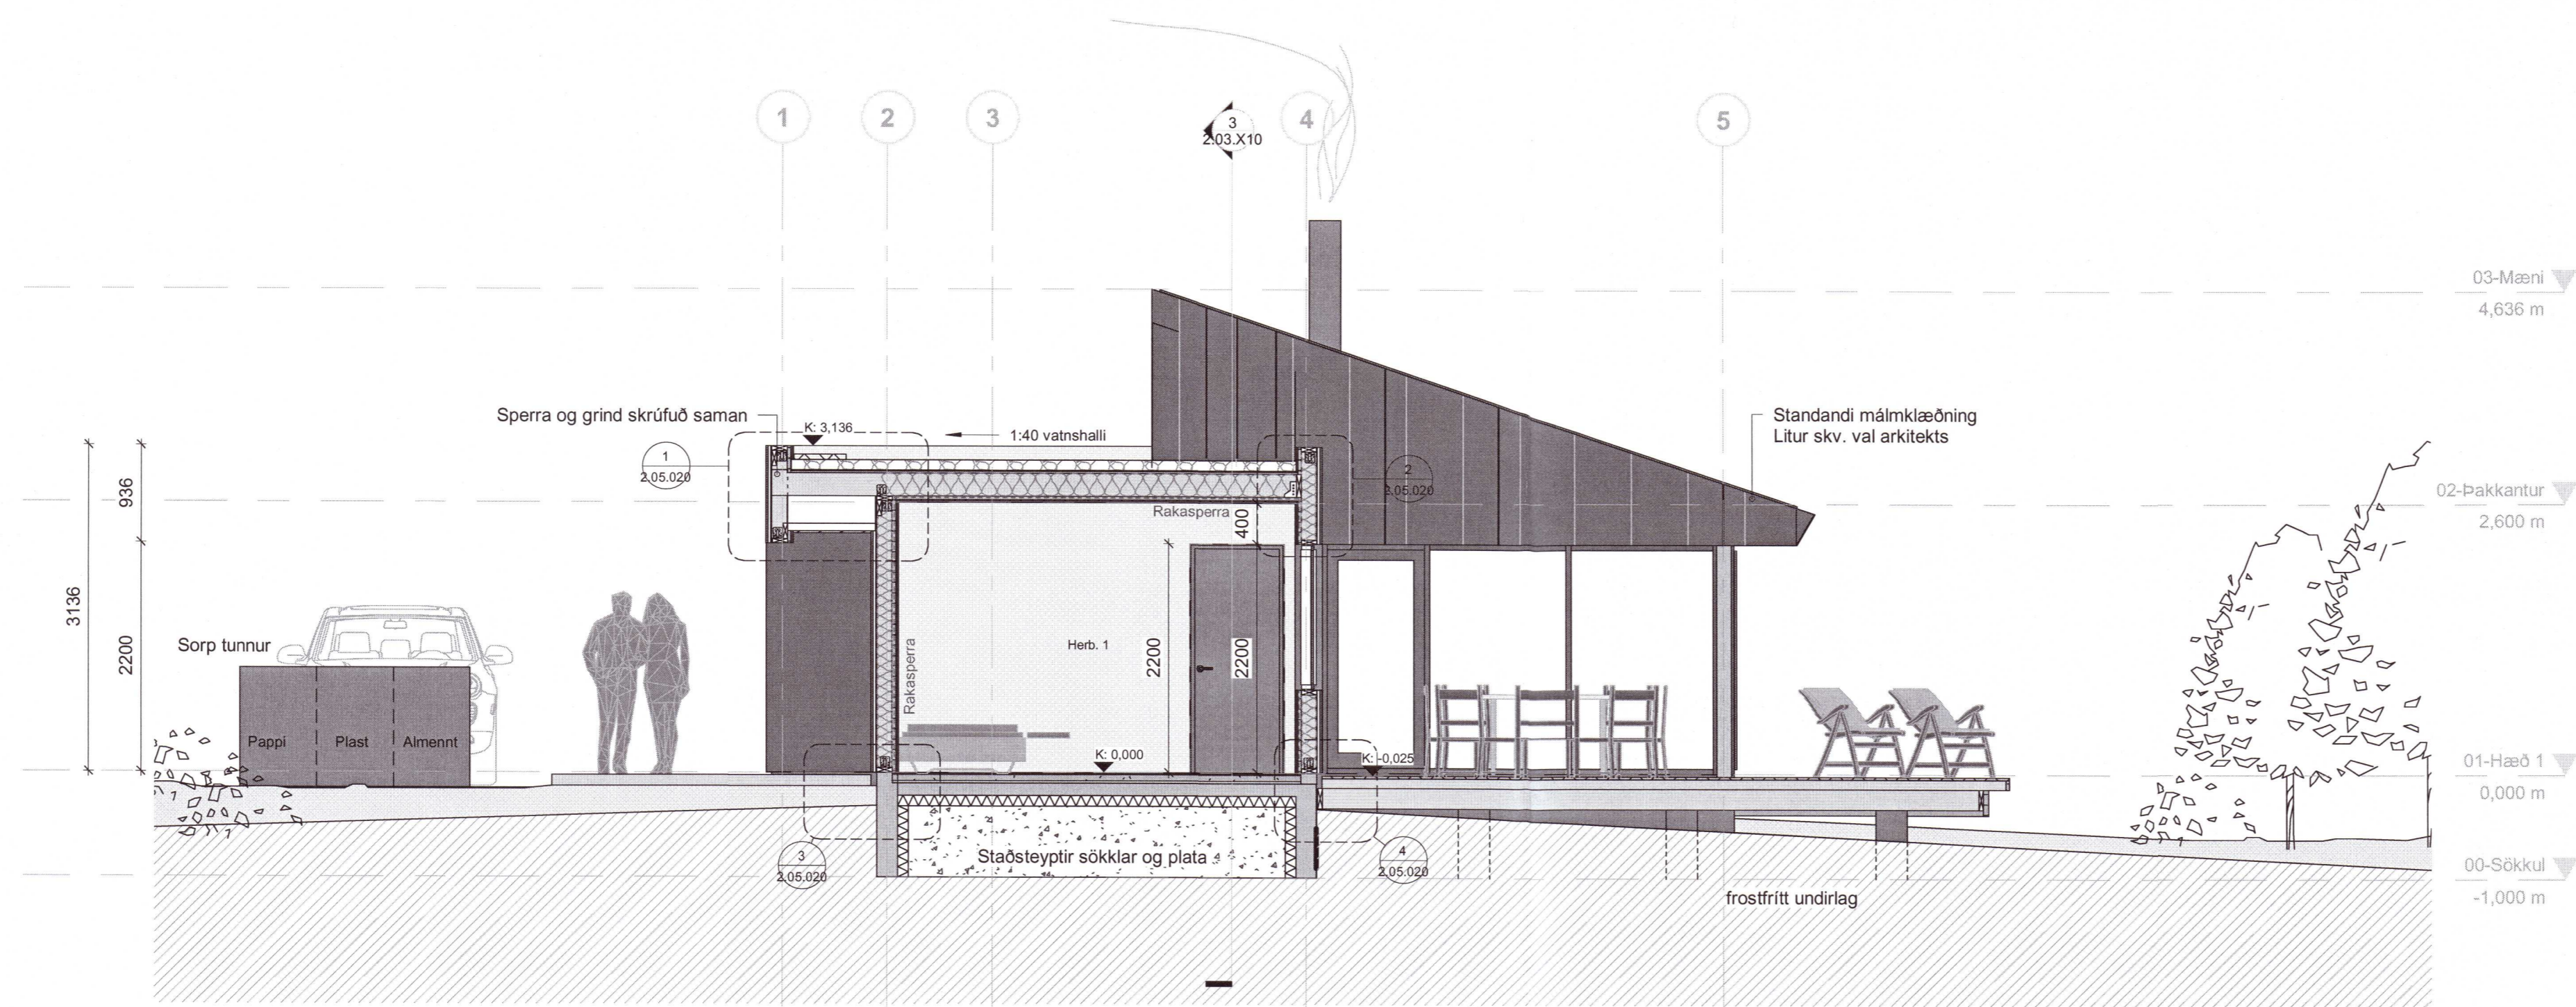 1
2
3
3
2.03.X10
4
5
03-Mæni
4,636 m
Sperra og grind skrúfuð saman
K: 3,136
1:40 vatnshalli
Standandi málmklæðning
Litur skv. val arkitekts
1
2.05.020
2
2.05.020
936
3136
2200
02-Þakkantur
2,600 m
Rakasperra
400
Sorp tunnur
Rakasperra
Herb. 1
2200
2200
Pappi
Plast
Almennt
K: 0,000
K: -0,025
01-Hæð 1
0,000 m
3
2.05.020
Staðsteyptir sökklar og plata
4
2.05.020
frostfrítt undirlag
00-Sökkul
-1,000 m